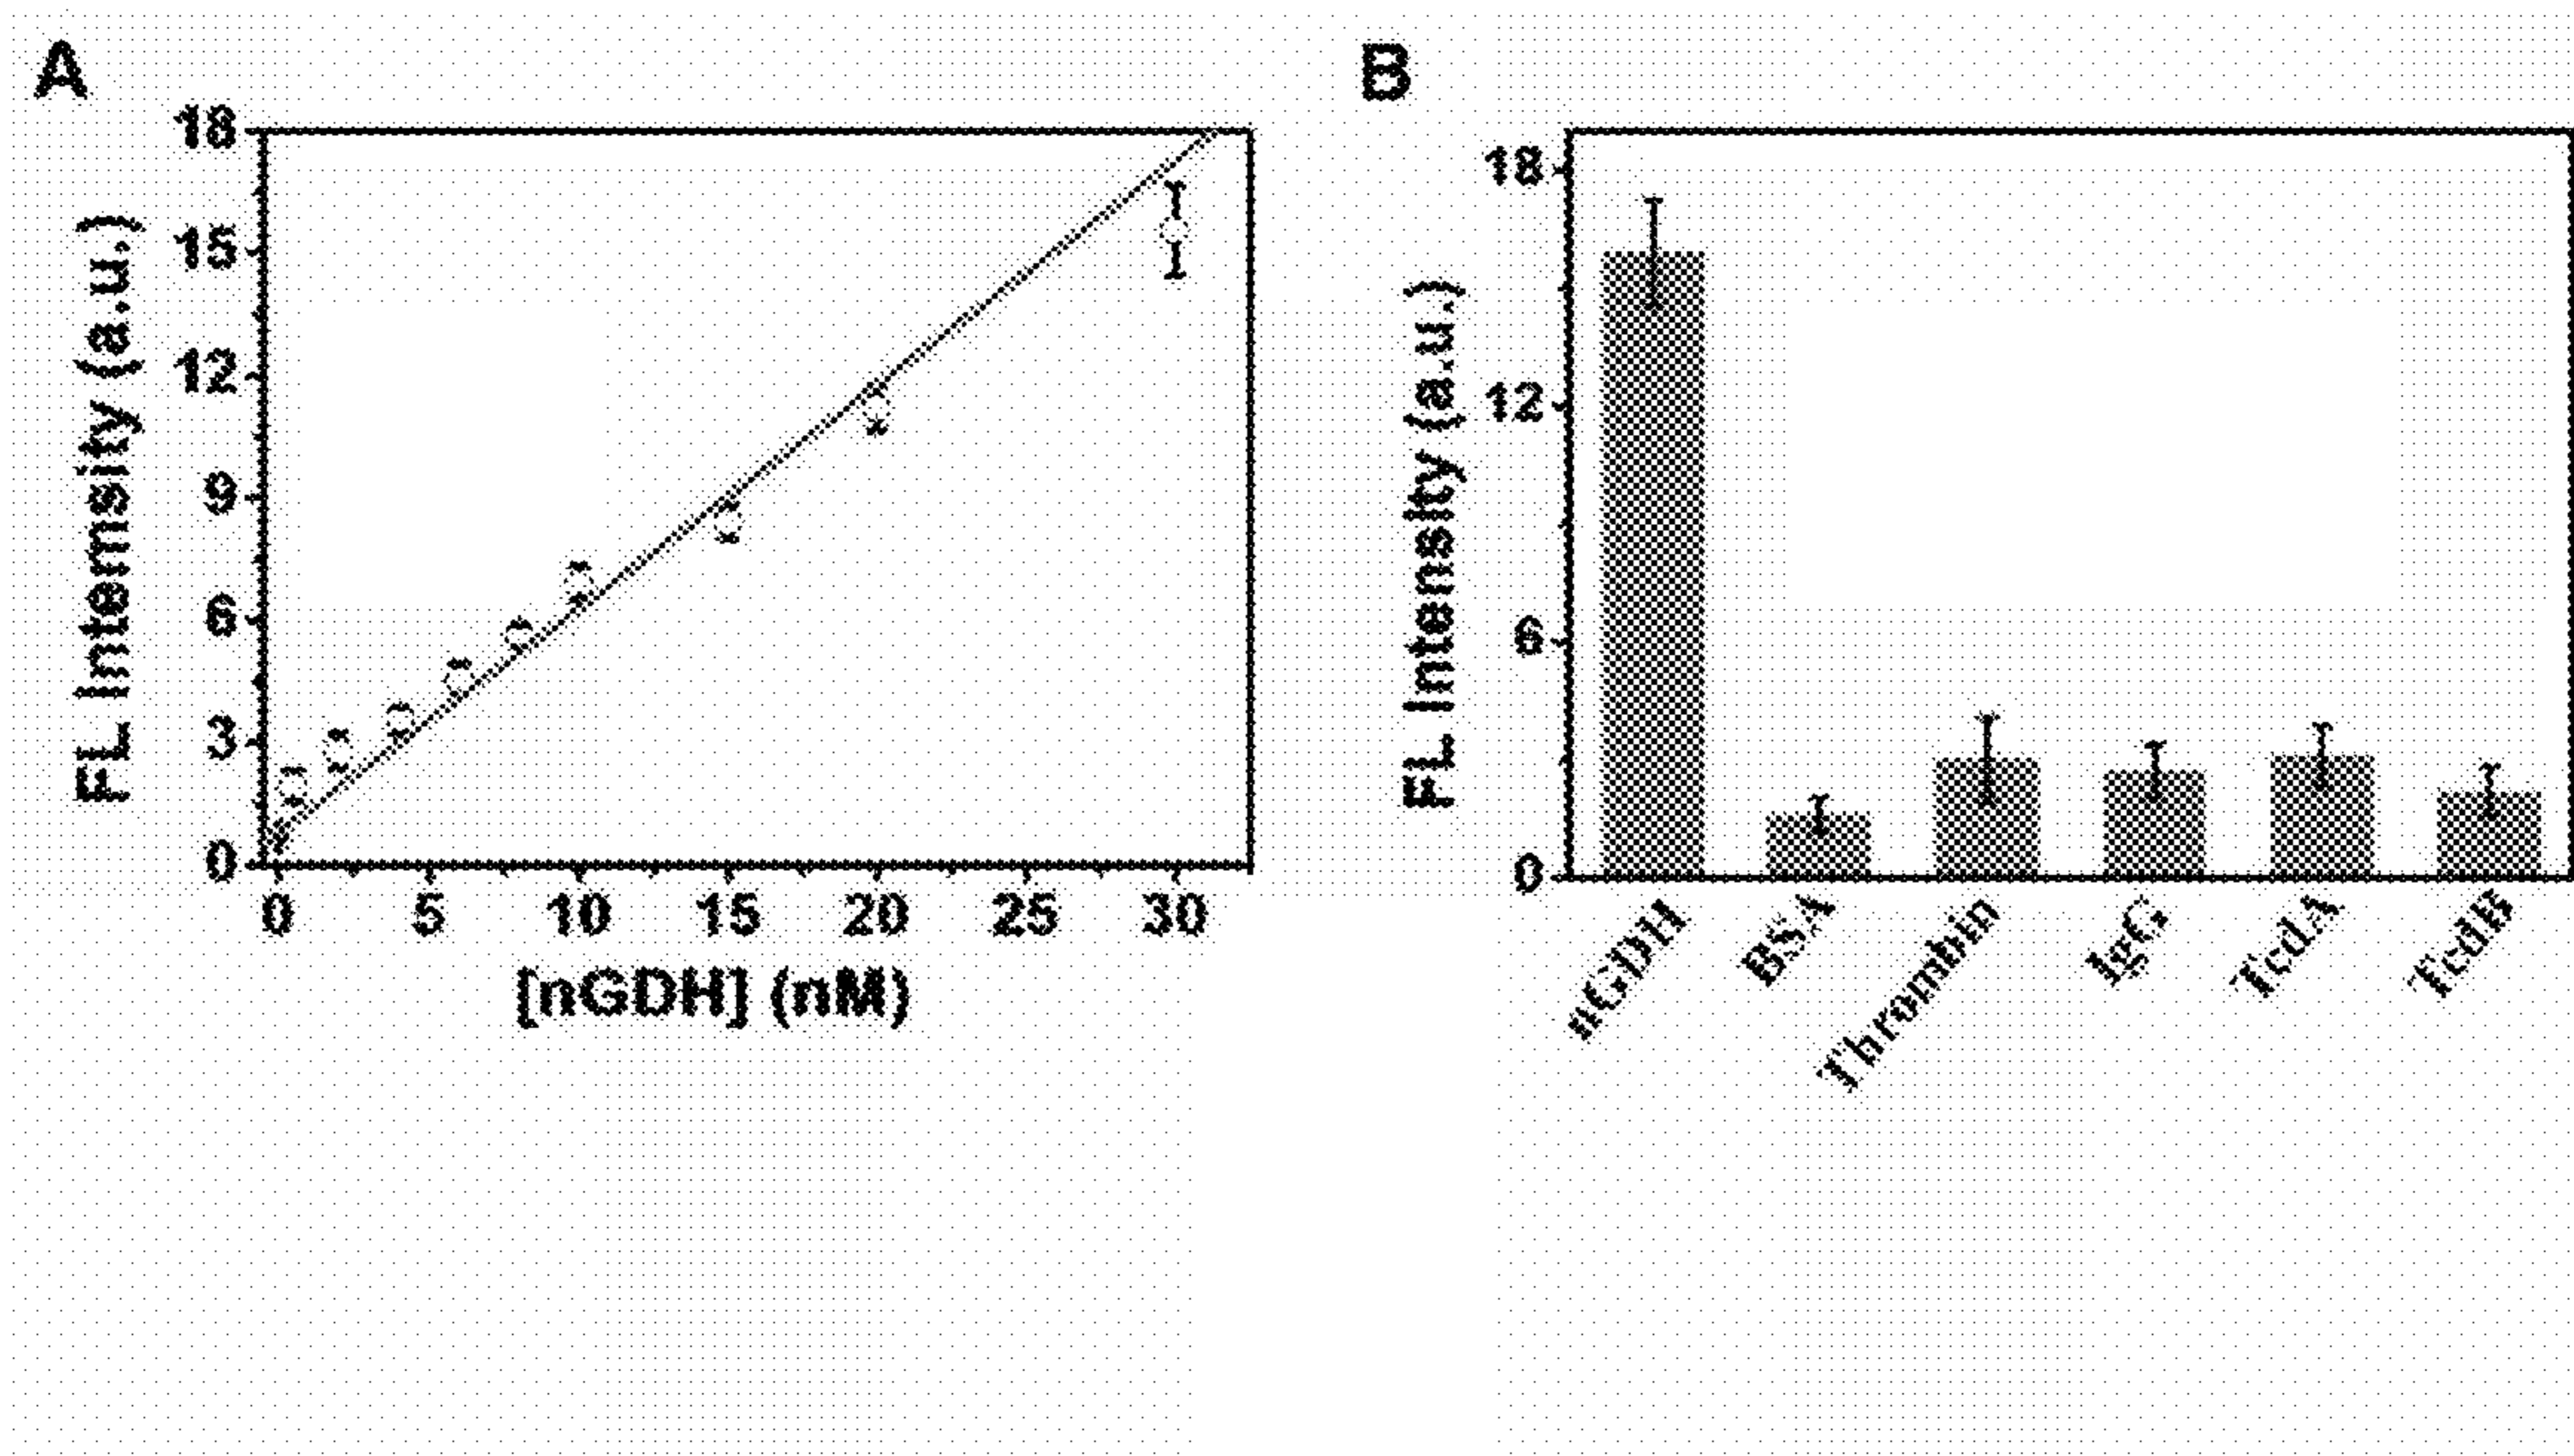 A
18
15
12
9
6
3
0
FL Intemsity (a.u.)
0 5 10 15 20 25 30
[nGDH] (nM)
B
18
12
6
0
FL Intensity (a.u.)
nGDH
BSA
Thrombin
IgG
TcdA
TcdB